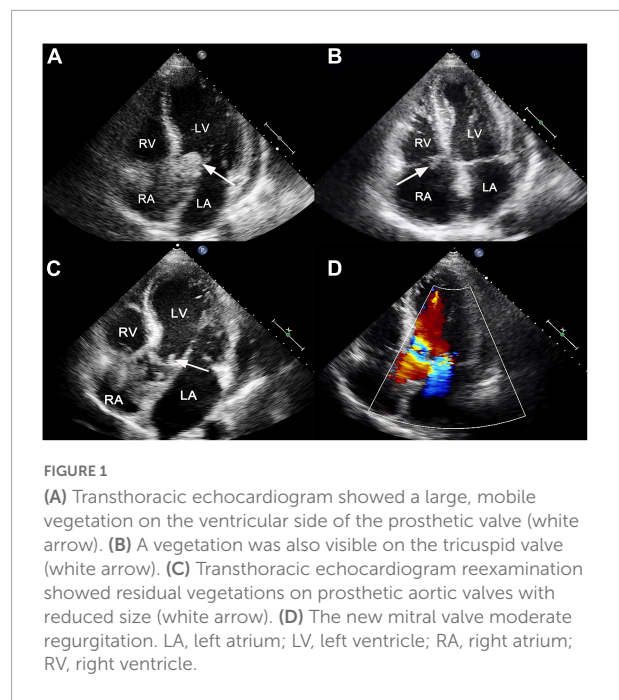 A
B
LV
RV
RA
LA
LV
RV
RA
LA
C
D
LV
RV
RA
LA
FIGURE 1
(A) Transthoracic echocardiogram showed a large, mobile
vegetation on the ventricular side of the prosthetic valve (white
arrow). (B) A vegetation was also visible on the tricuspid valve
(white arrow). (C) Transthoracic echocardiogram reexamination
showed residual vegetations on prosthetic aortic valves with
reduced size (white arrow). (D) The new mitral valve moderate
regurgitation. LA, left atrium; LV, left ventricle; RA, right atrium;
RV, right ventricle.